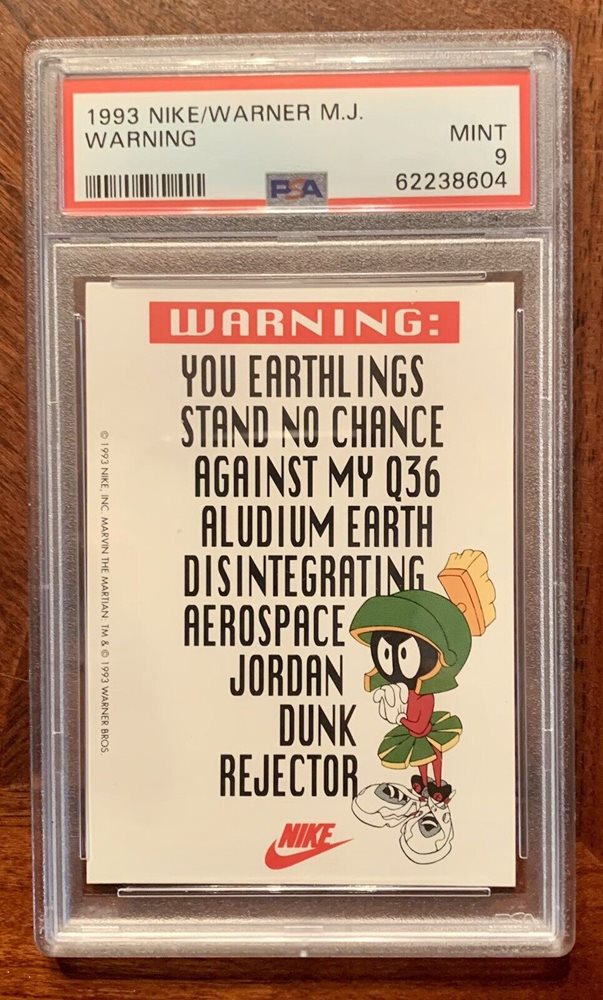 1993 NIKE/WARNER M.J.
WARNING
MINT
9
62238604
PSA
WARNING:
YOU EARTHLINGS
STAND NO CHANCE
AGAINST MY Q36
ALUDIUM EARTH
DISINTEGRATING
AEROSPACE
JORDAN
DUNK
REJECTOR
NIKE
© 1993 NIKE, INC. MARVIN THE MARTIAN. TM & © 1993 WARNER BROS.